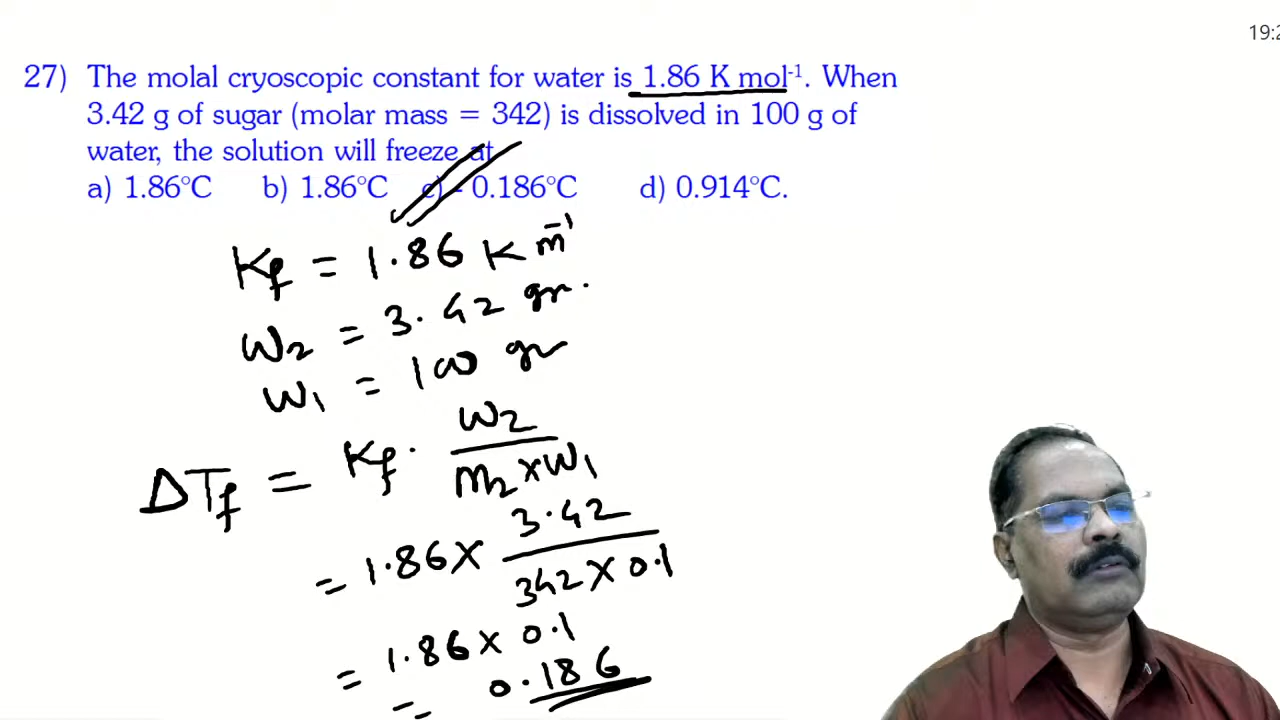 19:2
27) The molal cryoscopic constant for water is 1.86 K mol⁻¹. When
3.42 g of sugar (molar mass = 342) is dissolved in 100 g of
water, the solution will freeze at
a) 1.86°C b) 1.86°C c) - 0.186°C d) 0.914°C.
Kf = 1.86 K m⁻¹
W2 = 3.42 gr.
W1 = 100 gr
ΔTf = Kf · W2 / M2 × W1
= 1.86 × 3.42 / 342 × 0.1
= 1.86 × 0.1
= 0.186